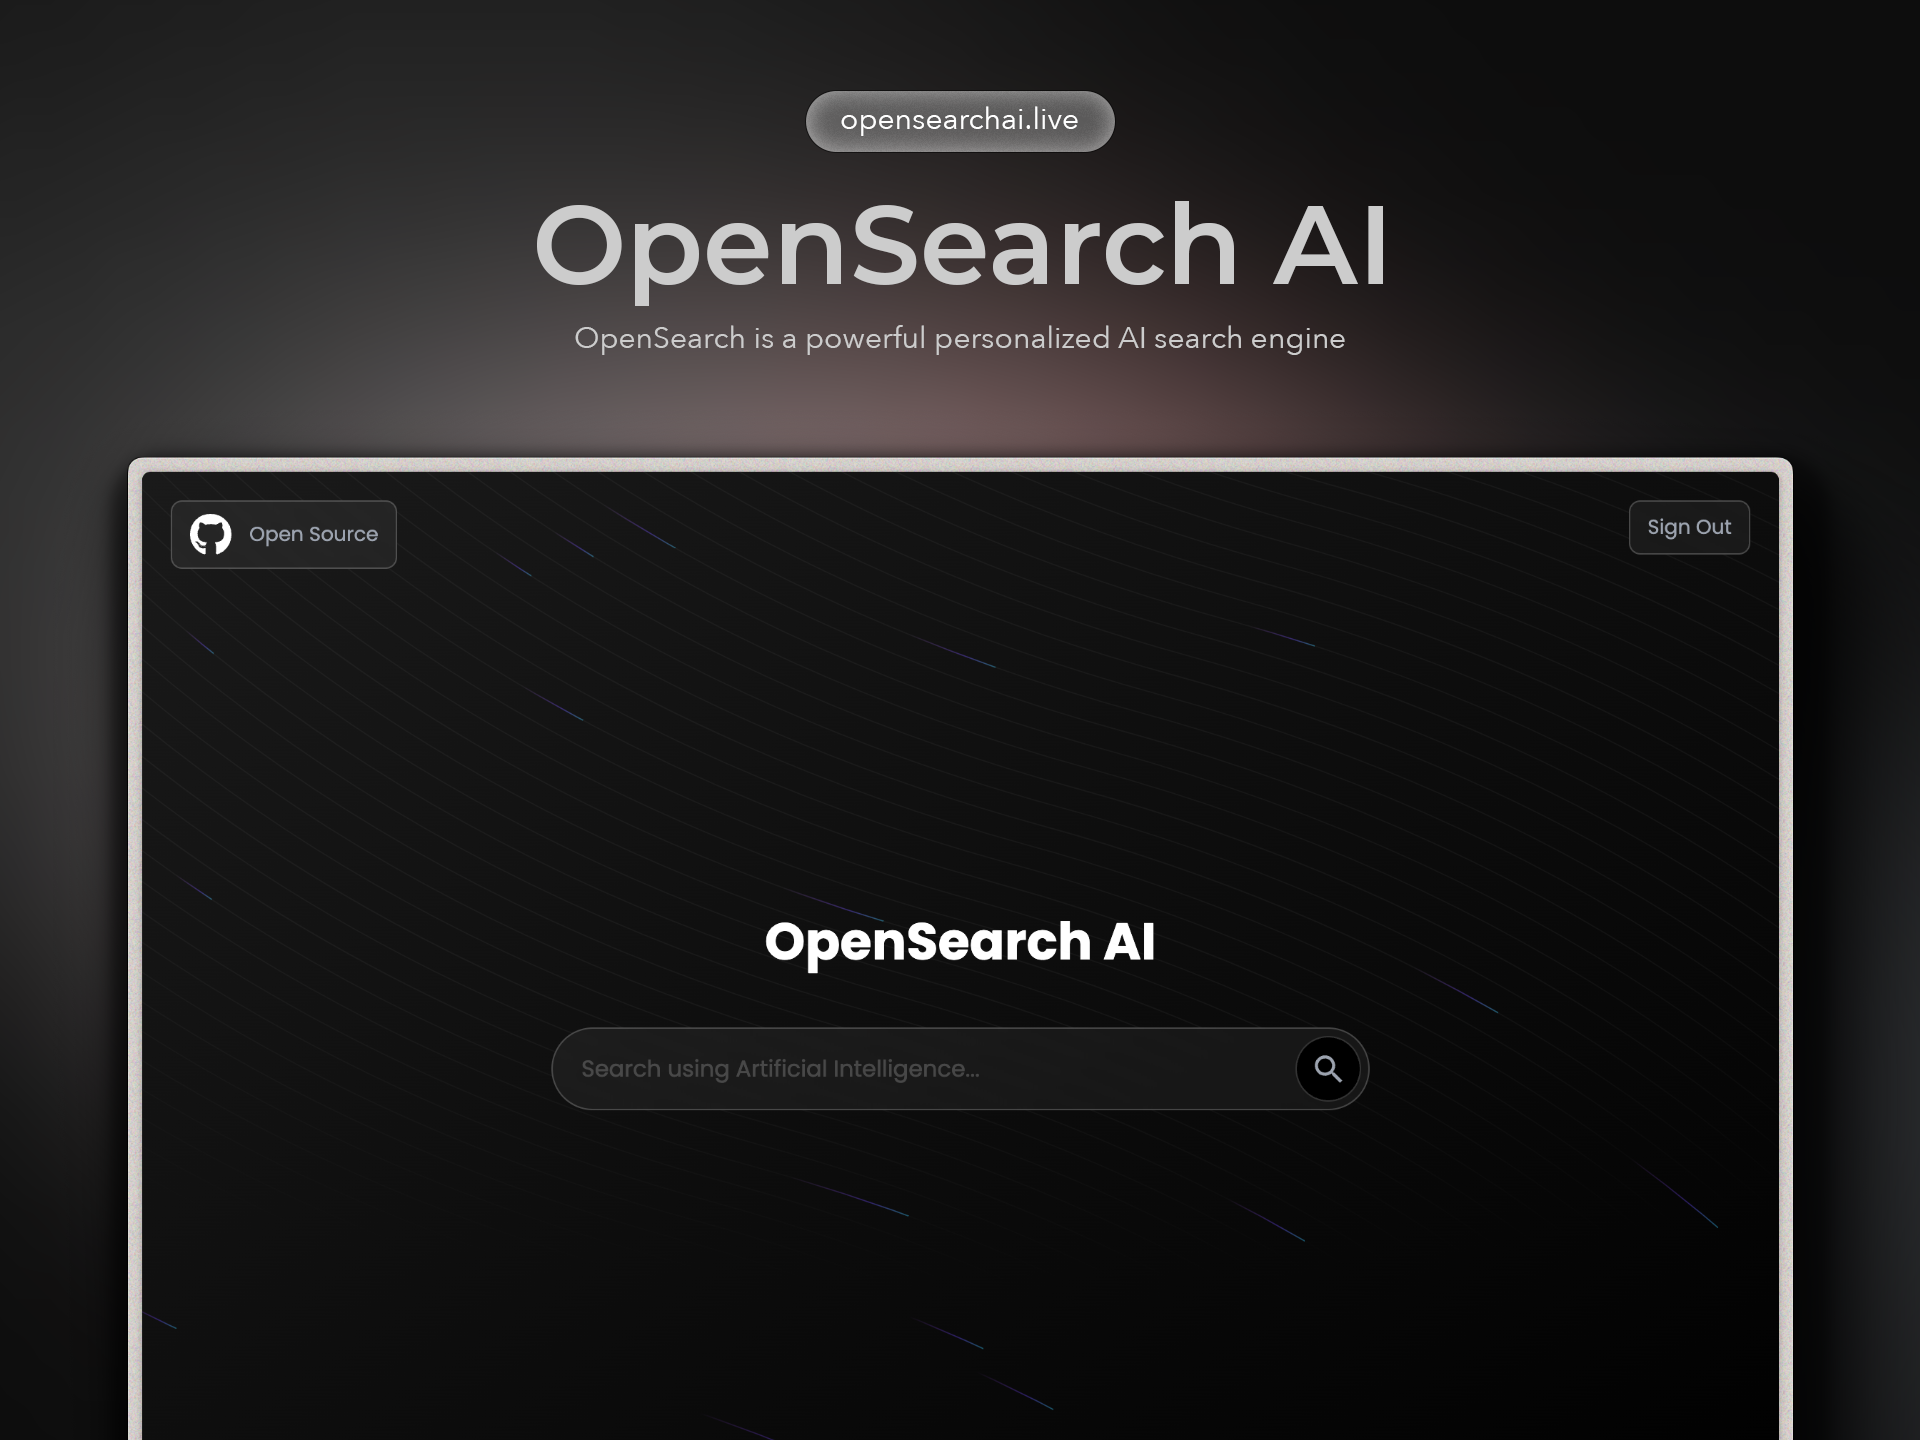 opensearchai.live
OpenSearch AI
OpenSearch is a powerful personalized AI search engine
Open Source
Sign Out
OpenSearch AI
Search using Artificial Intelligence...